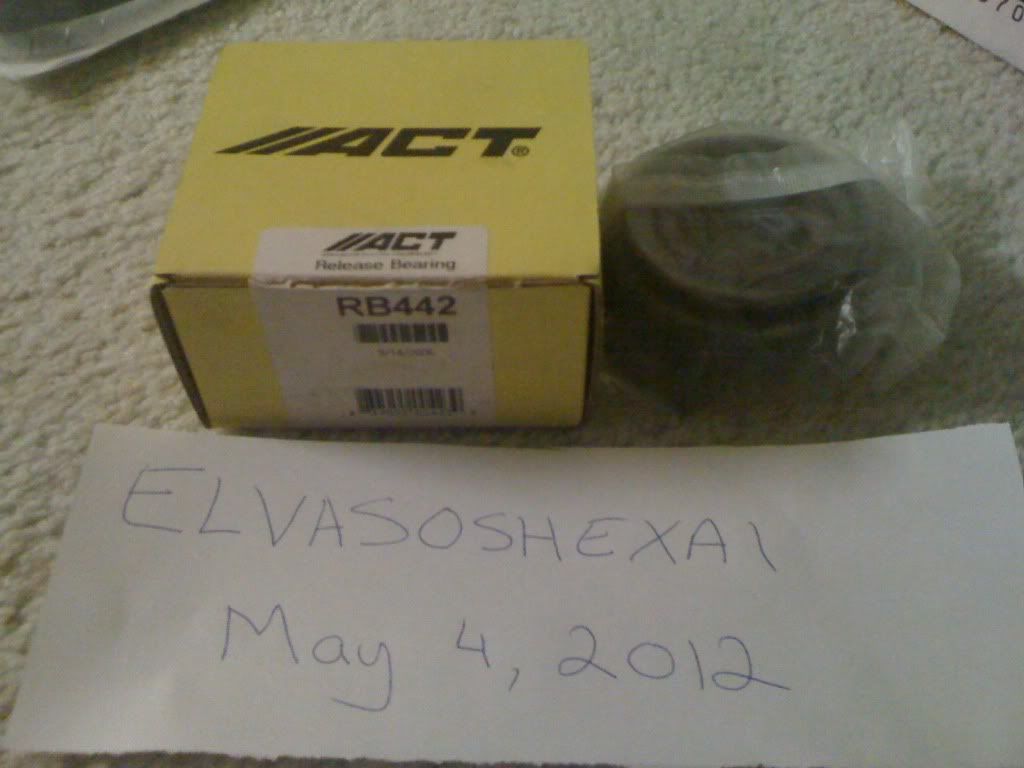 ACT®
ACT
Release Bearing
RB442
ELVASOSHEXA1
May 4, 2012